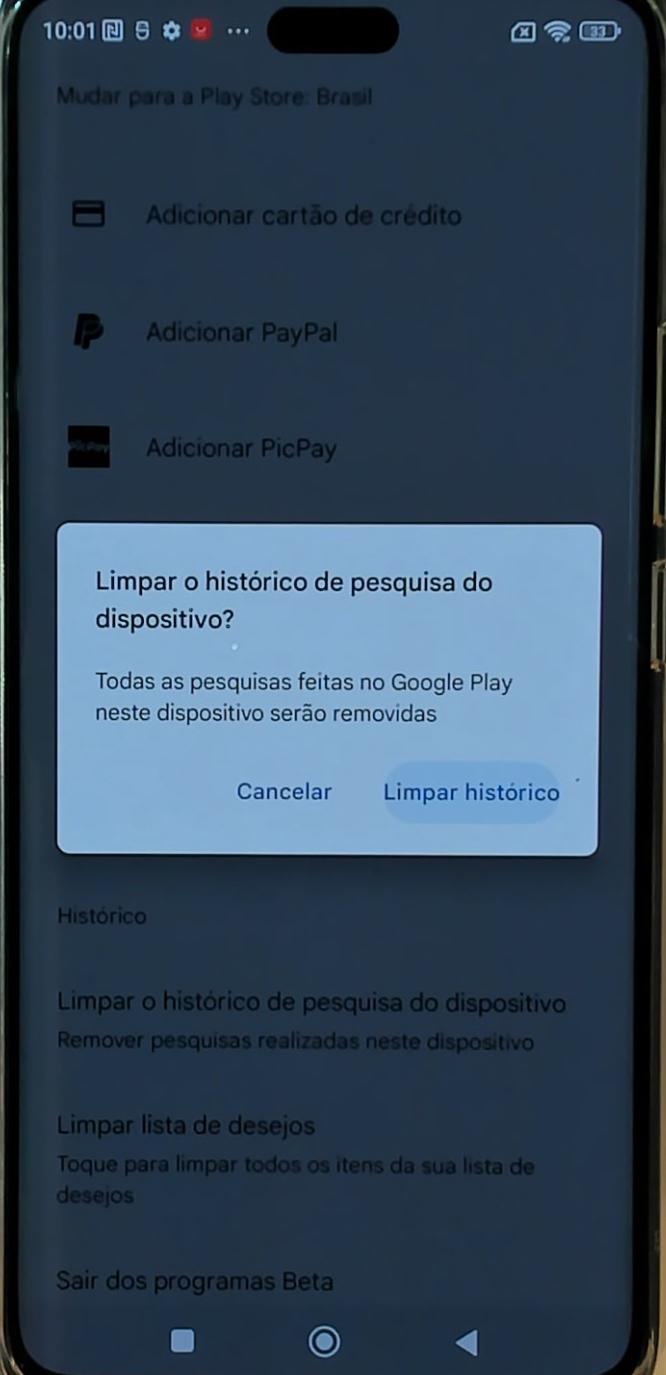 10:01
33
Mudar para a Play Store: Brasil
Adicionar cartão de crédito
Adicionar PayPal
PicPay
Adicionar PicPay
Limpar o histórico de pesquisa do
dispositivo?
Todas as pesquisas feitas no Google Play
neste dispositivo serão removidas
Cancelar
Limpar histórico
Histórico
Limpar o histórico de pesquisa do dispositivo
Remover pesquisas realizadas neste dispositivo
Limpar lista de desejos
Toque para limpar todos os itens da sua lista de
desejos
Sair dos programas Beta